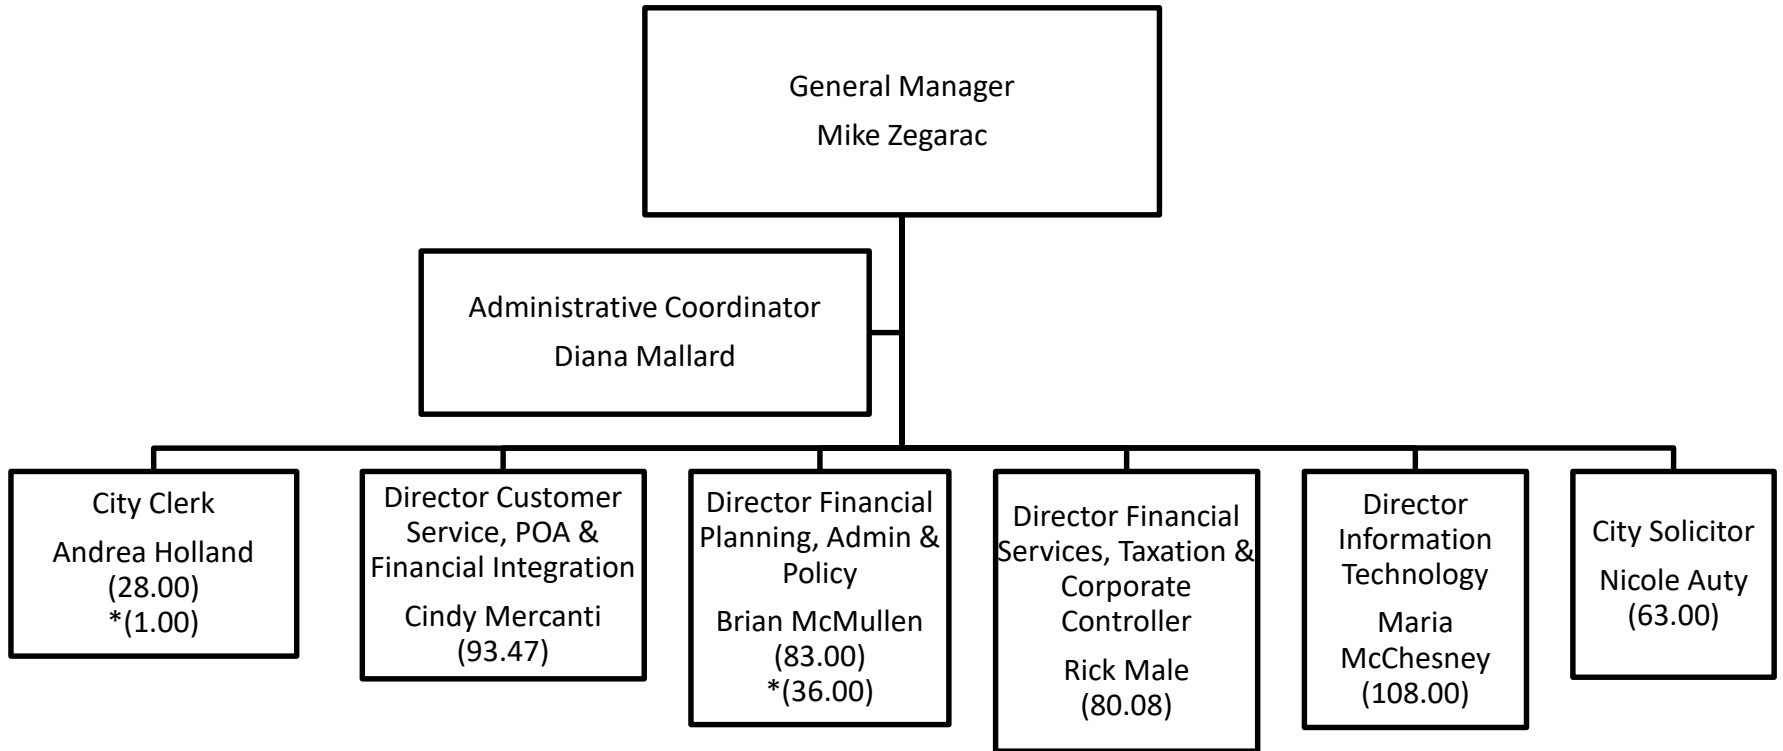 General Manager
Mike Zegarac
Administrative Coordinator
Diana Mallard
City Clerk
Andrea Holland
(28.00)
*(1.00)
Director Customer
Service, POA &
Financial Integration
Cindy Mercanti
(93.47)
Director Financial
Planning, Admin &
Policy
Brian McMullen
(83.00)
*(36.00)
Director Financial
Services, Taxation &
Corporate
Controller
Rick Male
(80.08)
Director
Information
Technology
Maria
McChesney
(108.00)
City Solicitor
Nicole Auty
(63.00)